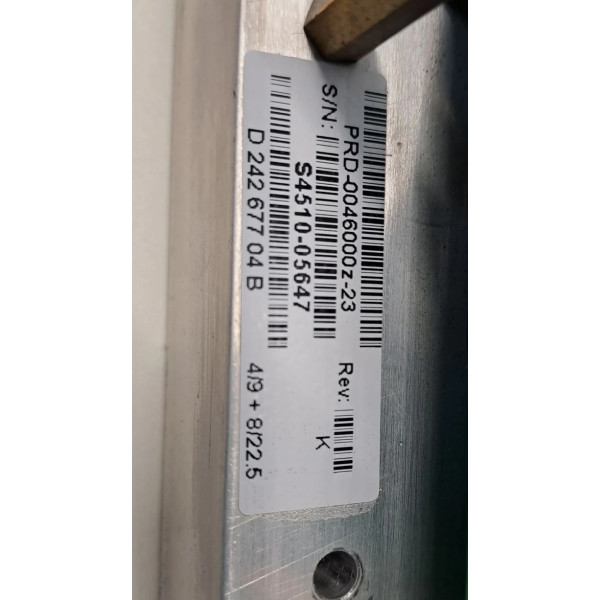 PRD-0046000z-23
S/N:
Rev:
K
S4510-05647
D 242 677 04 B
4/9 + 8/22.5